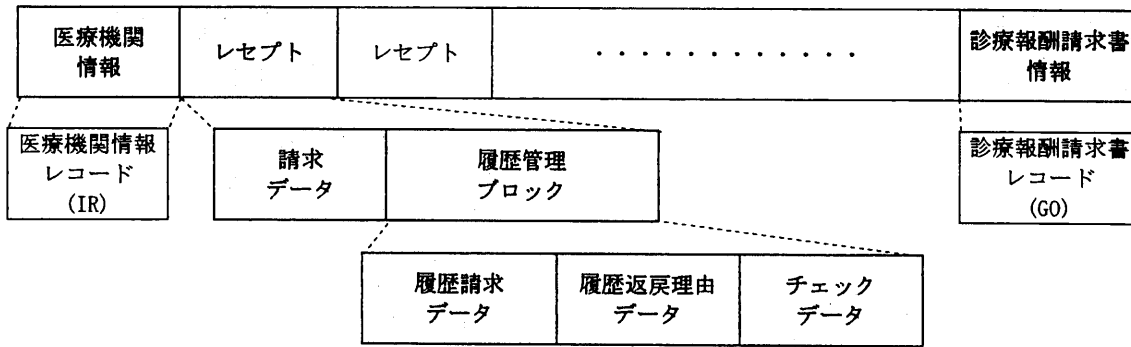 医療機関
情報
レセプト
レセプト
・・・・・・・・・・・・
診療報酬請求書
情報
医療機関情報
レコード
(IR)
請求
データ
履歴管理
ブロック
診療報酬請求書
レコード
(GO)
履歴請求
データ
履歴返戻理由
データ
チェック
データ